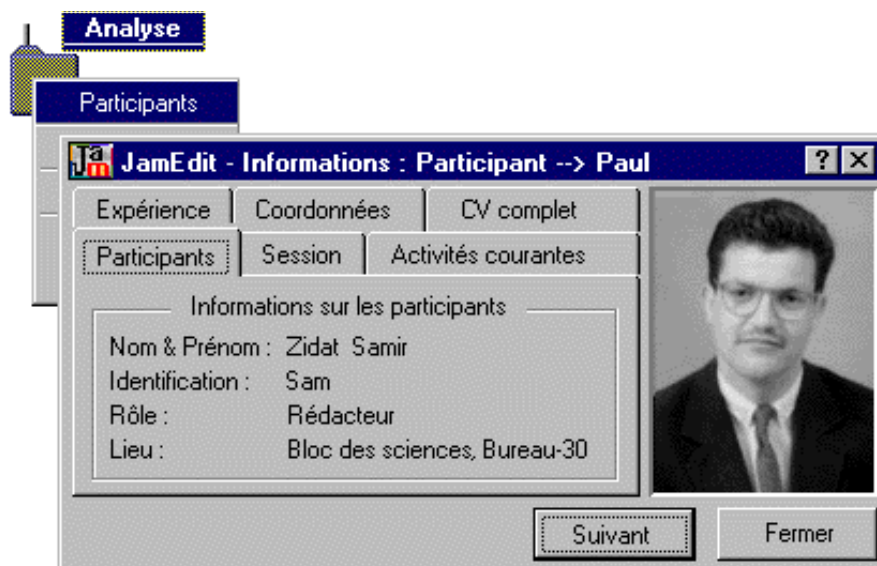 Analyse
Participants
Jam JamEdit - Informations : Participant --> Paul ? X
Expérience Coordonnées CV complet
Participants Session Activités courantes
Informations sur les participants
Nom & Prénom : Zidat Samir
Identification : Sam
Rôle : Rédacteur
Lieu : Bloc des sciences, Bureau-30
Suivant Fermer